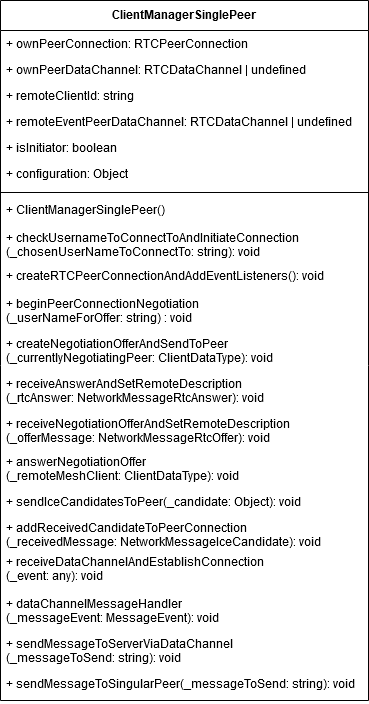 ClientManagerSinglePeer
+ ownPeerConnection: RTCPeerConnection
+ ownPeerDataChannel: RTCDataChannel | undefined
+ remoteClientId: string
+ remoteEventPeerDataChannel: RTCDataChannel | undefined
+ isInitiator: boolean
+ configuration: Object
+ ClientManagerSinglePeer()
+ checkUsernameToConnectToAndInitiateConnection
(_chosenUserNameToConnectTo: string): void
+ createRTCPeerConnectionAndAddEventListeners(): void
+ beginPeerConnectionNegotiation
(_userNameForOffer: string) : void
+ createNegotiationOfferAndSendToPeer
(_currentlyNegotiatingPeer: ClientDataType): void
+ receiveAnswerAndSetRemoteDescription
(_rtcAnswer: NetworkMessageRtcAnswer): void
+ receiveNegotiationOfferAndSetRemoteDescription
(_offerMessage: NetworkMessageRtcOffer): void
+ answerNegotiationOffer
(_remoteMeshClient: ClientDataType): void
+ sendIceCandidatesToPeer(_candidate: Object): void
+ addReceivedCandidateToPeerConnection
(_receivedMessage: NetworkMessageIceCandidate): void
+ receiveDataChannelAndEstablishConnection
(_event: any): void
+ dataChannelMessageHandler
(_messageEvent: MessageEvent): void
+ sendMessageToServerViaDataChannel
(_messageToSend: string): void
+ sendMessageToSingularPeer(_messageToSend: string): void